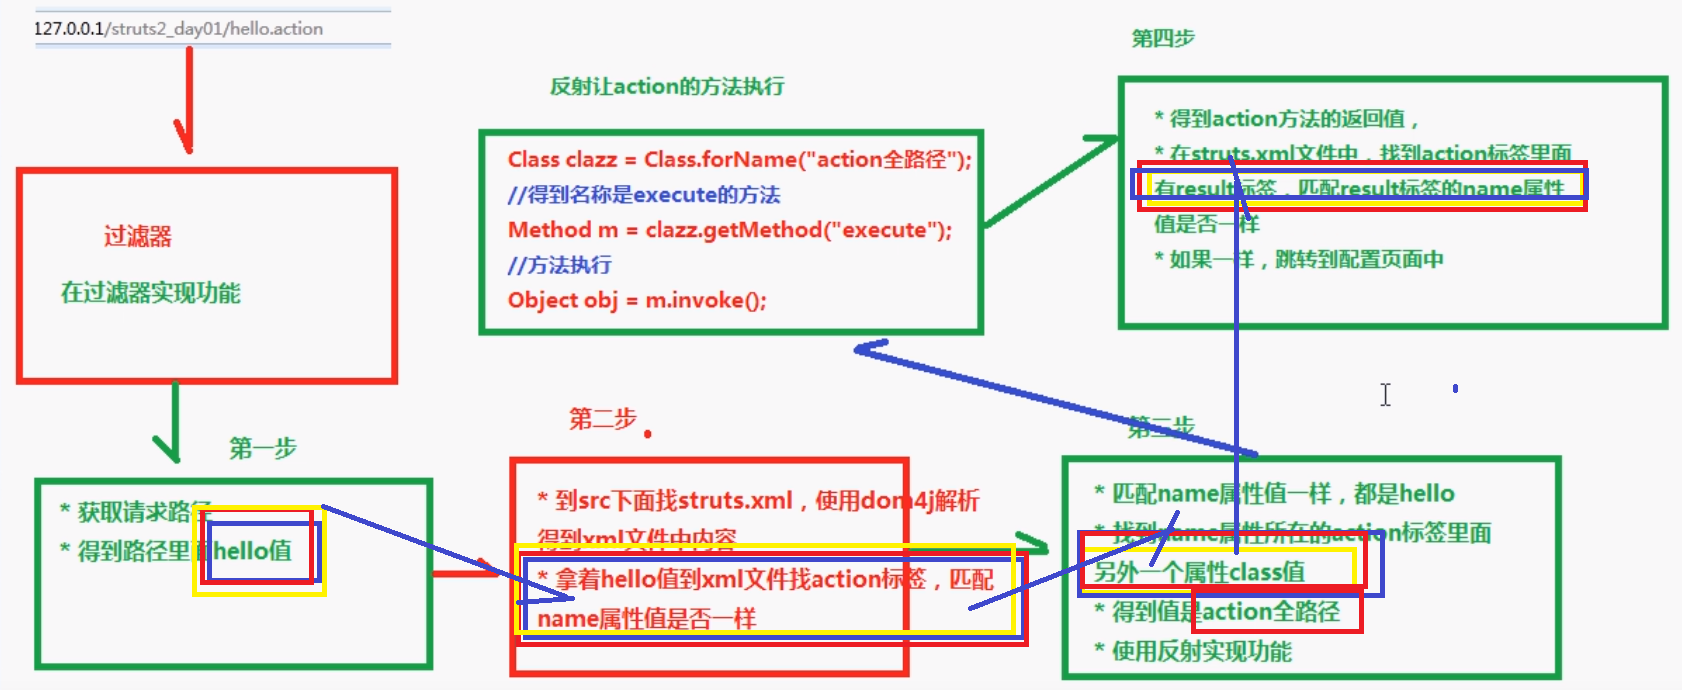 127.0.0.1/struts2_day01/hello.action
过滤器
在过滤器实现功能
第一步
* 获取请求路径
* 得到路径里面hello值
第二步
* 到src下面找struts.xml，使用dom4j解析
得到xml文件中内容
* 拿着hello值到xml文件找action标签，匹配
name属性值是否一样
第三步
* 匹配name属性值一样，都是hello
* 找到name属性所在的action标签里面
另外一个属性class值
* 得到值是action全路径
* 使用反射实现功能
反射让action的方法执行
Class clazz = Class.forName("action全路径");
//得到名称是execute的方法
Method m = clazz.getMethod("execute");
//方法执行
Object obj = m.invoke();
第四步
* 得到action方法的返回值，
* 在struts.xml文件中，找到action标签里面
有result标签，匹配result标签的name属性
值是否一样
* 如果一样，跳转到配置页面中